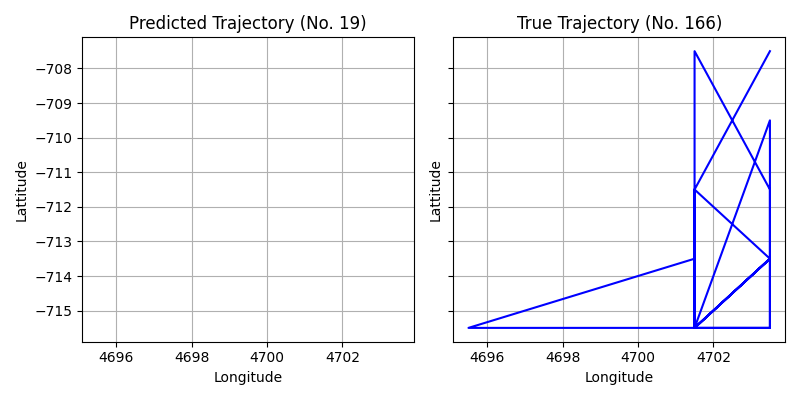 Predicted Trajectory (No. 19)
True Trajectory (No. 166)
−708
−709
−710
−711
−712
−713
−714
−715
Lattitude
Lattitude
4696 4698 4700 4702
4696 4698 4700 4702
Longitude
Longitude